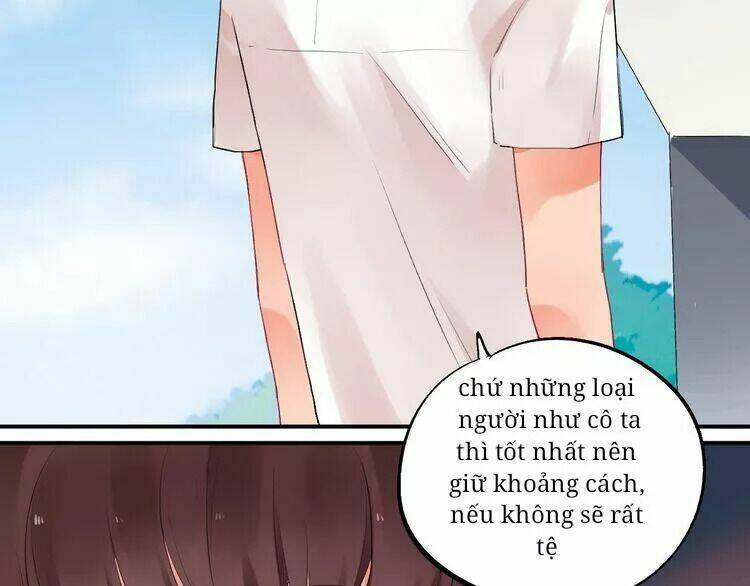 chứ những loại
người như cô ta
thì tốt nhất nên
giữ khoảng cách,
nếu không sẽ rất
tệ